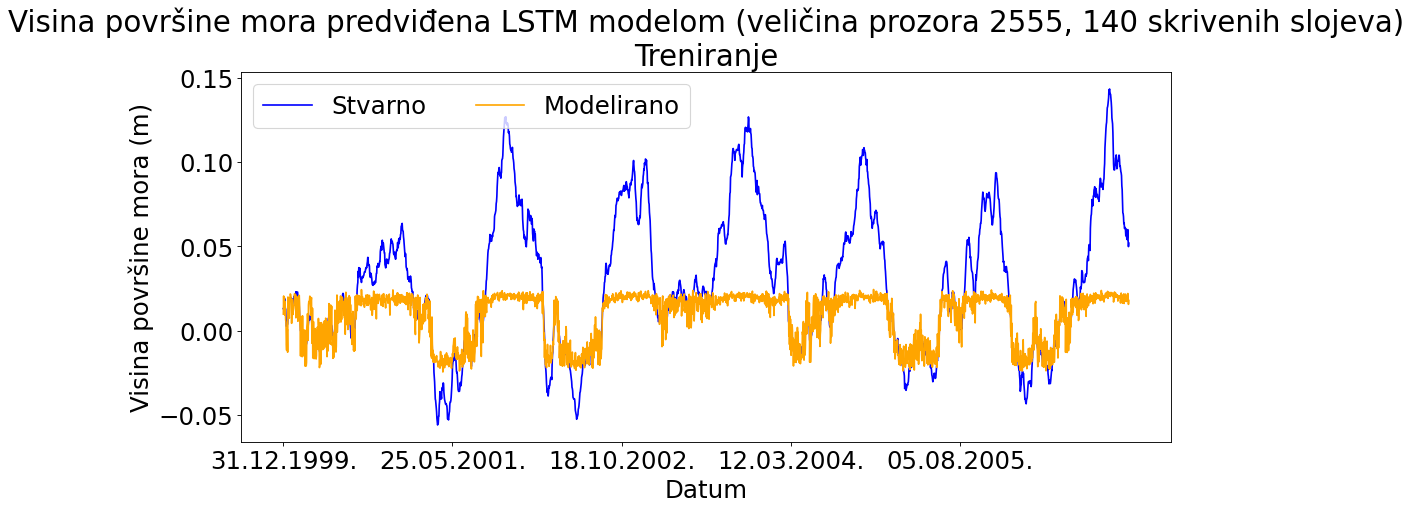 Visina površine mora predviđena LSTM modelom (veličina prozora 2555, 140 skrivenih slojeva)
Treniranje
Stvarno Modelirano
Visina površine mora (m)
0.15
0.10
0.05
0.00
−0.05
31.12.1999. 25.05.2001. 18.10.2002. 12.03.2004. 05.08.2005.
Datum